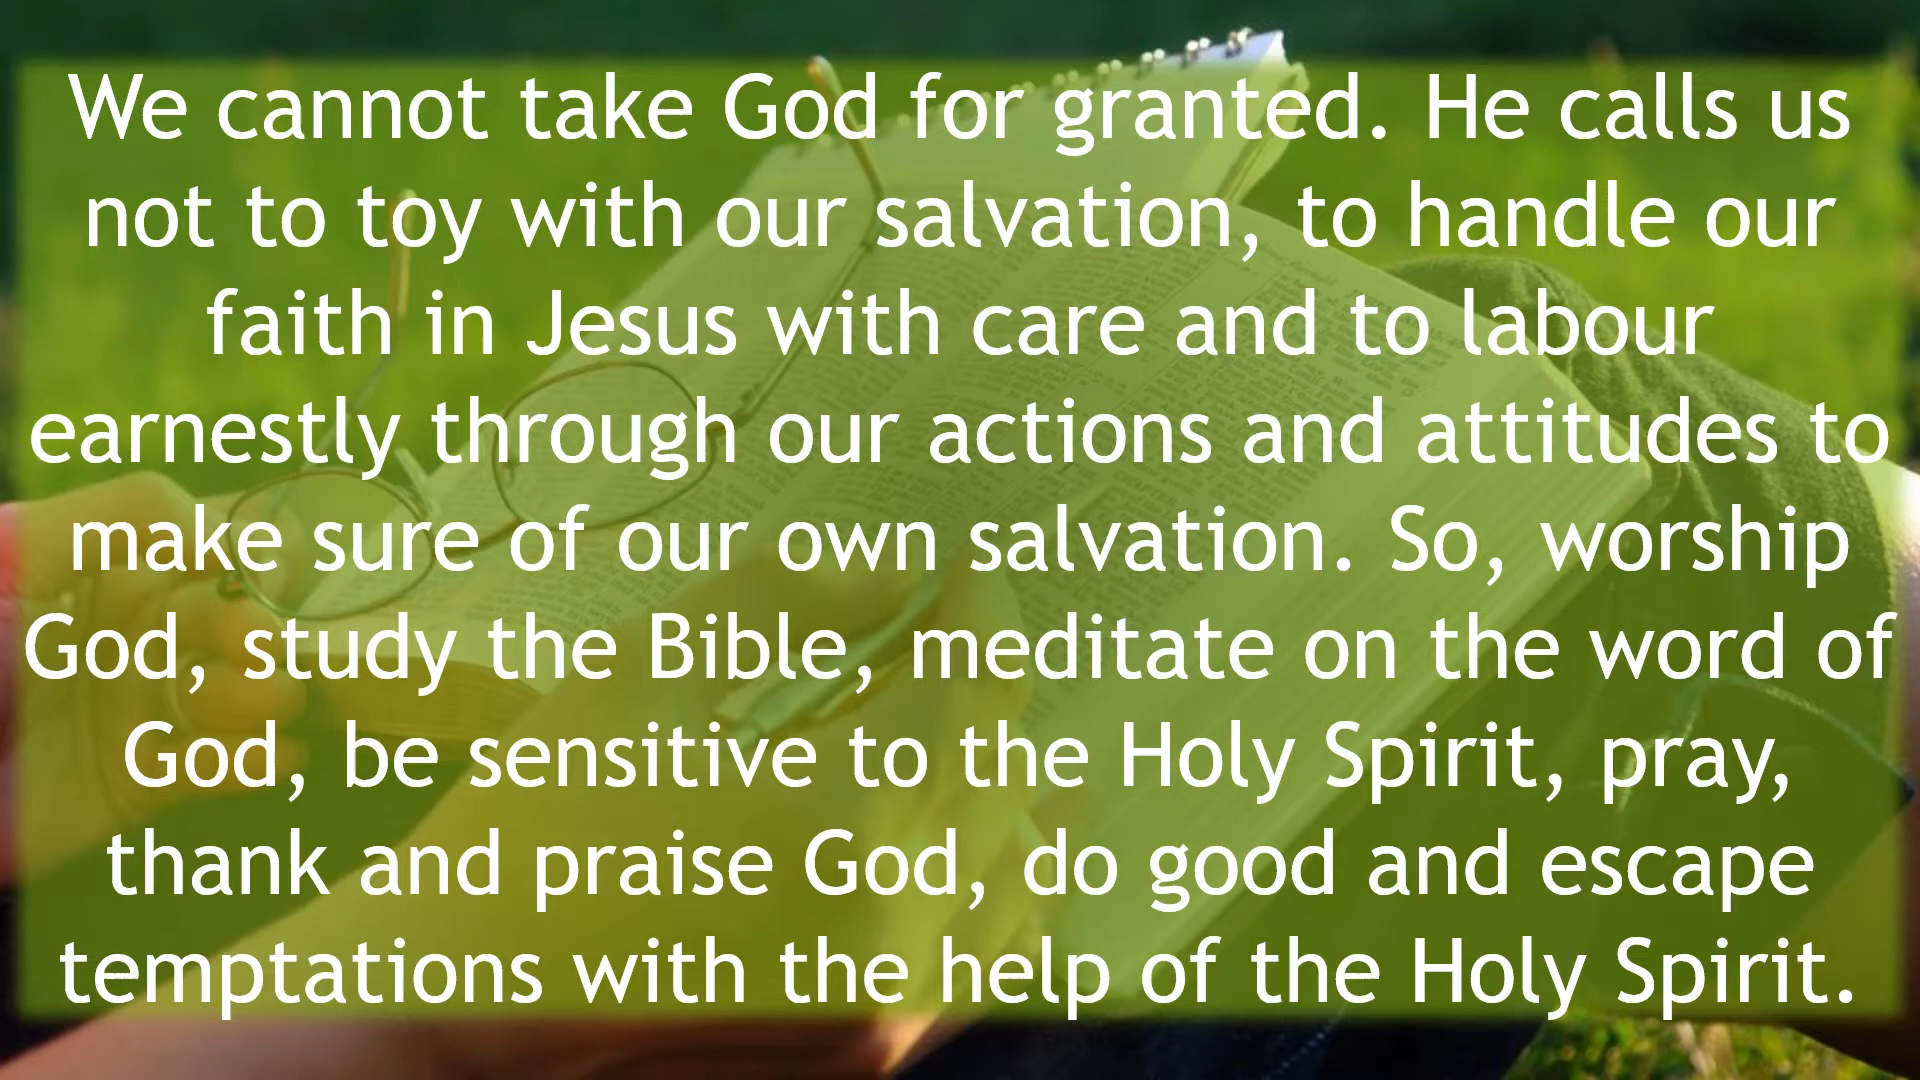 We cannot take God for granted. He calls us
not to toy with our salvation, to handle our
faith in Jesus with care and to labour
earnestly through our actions and attitudes to
make sure of our own salvation. So, worship
God, study the Bible, meditate on the word of
God, be sensitive to the Holy Spirit, pray,
thank and praise God, do good and escape
temptations with the help of the Holy Spirit.